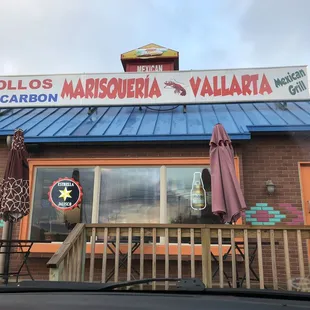 MEXICAN
OLLOS
CARBON
MARISQUERIA VALLARTA
Mexican
Grill
ESTRELLA
JALISCO